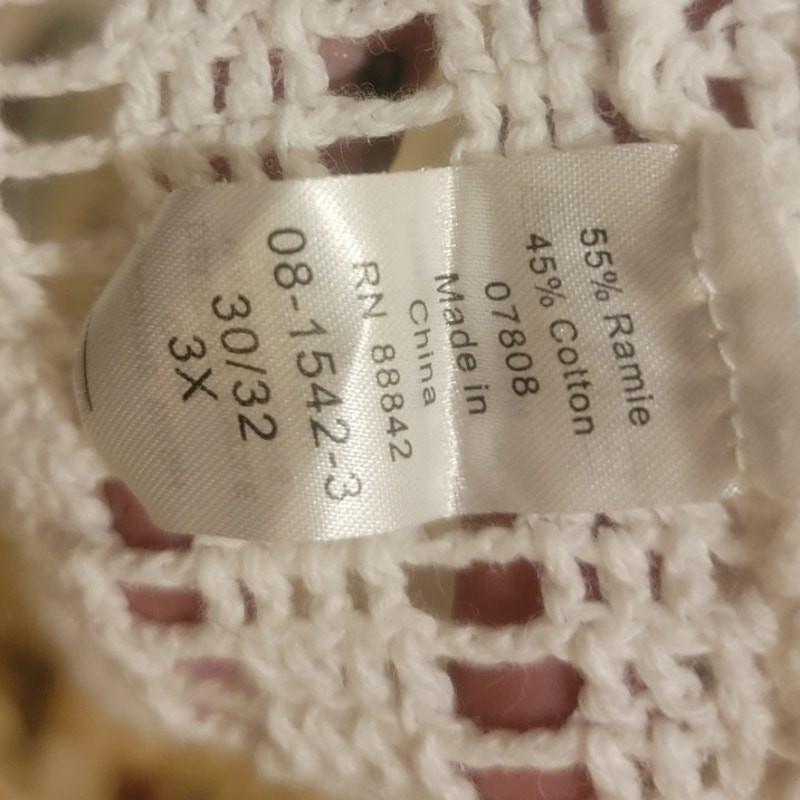 55% Ramie
45% Cotton
07808
Made in
China
RN 88842
08-1542-3
30/32
3X